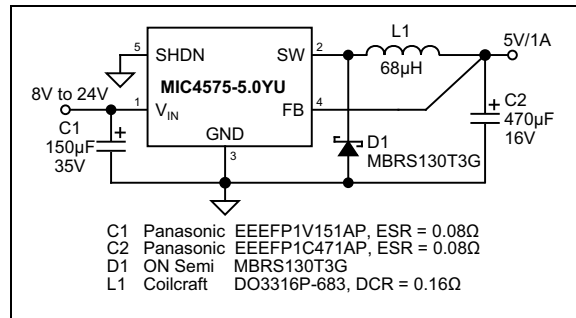 5
SHDN
SW
2
L1
68µH
5V/1A
MIC4575-5.0YU
8V to 24V
1
VIN
FB
4
C1
150µF
35V
GND
3
D1
MBRS130T3G
C2
470µF
16V
+
+
C1 Panasonic EEEFP1V151AP, ESR = 0.08Ω
C2 Panasonic EEEFP1C471AP, ESR = 0.08Ω
D1 ON Semi MBRS130T3G
L1 Coilcraft DO3316P-683, DCR = 0.16Ω